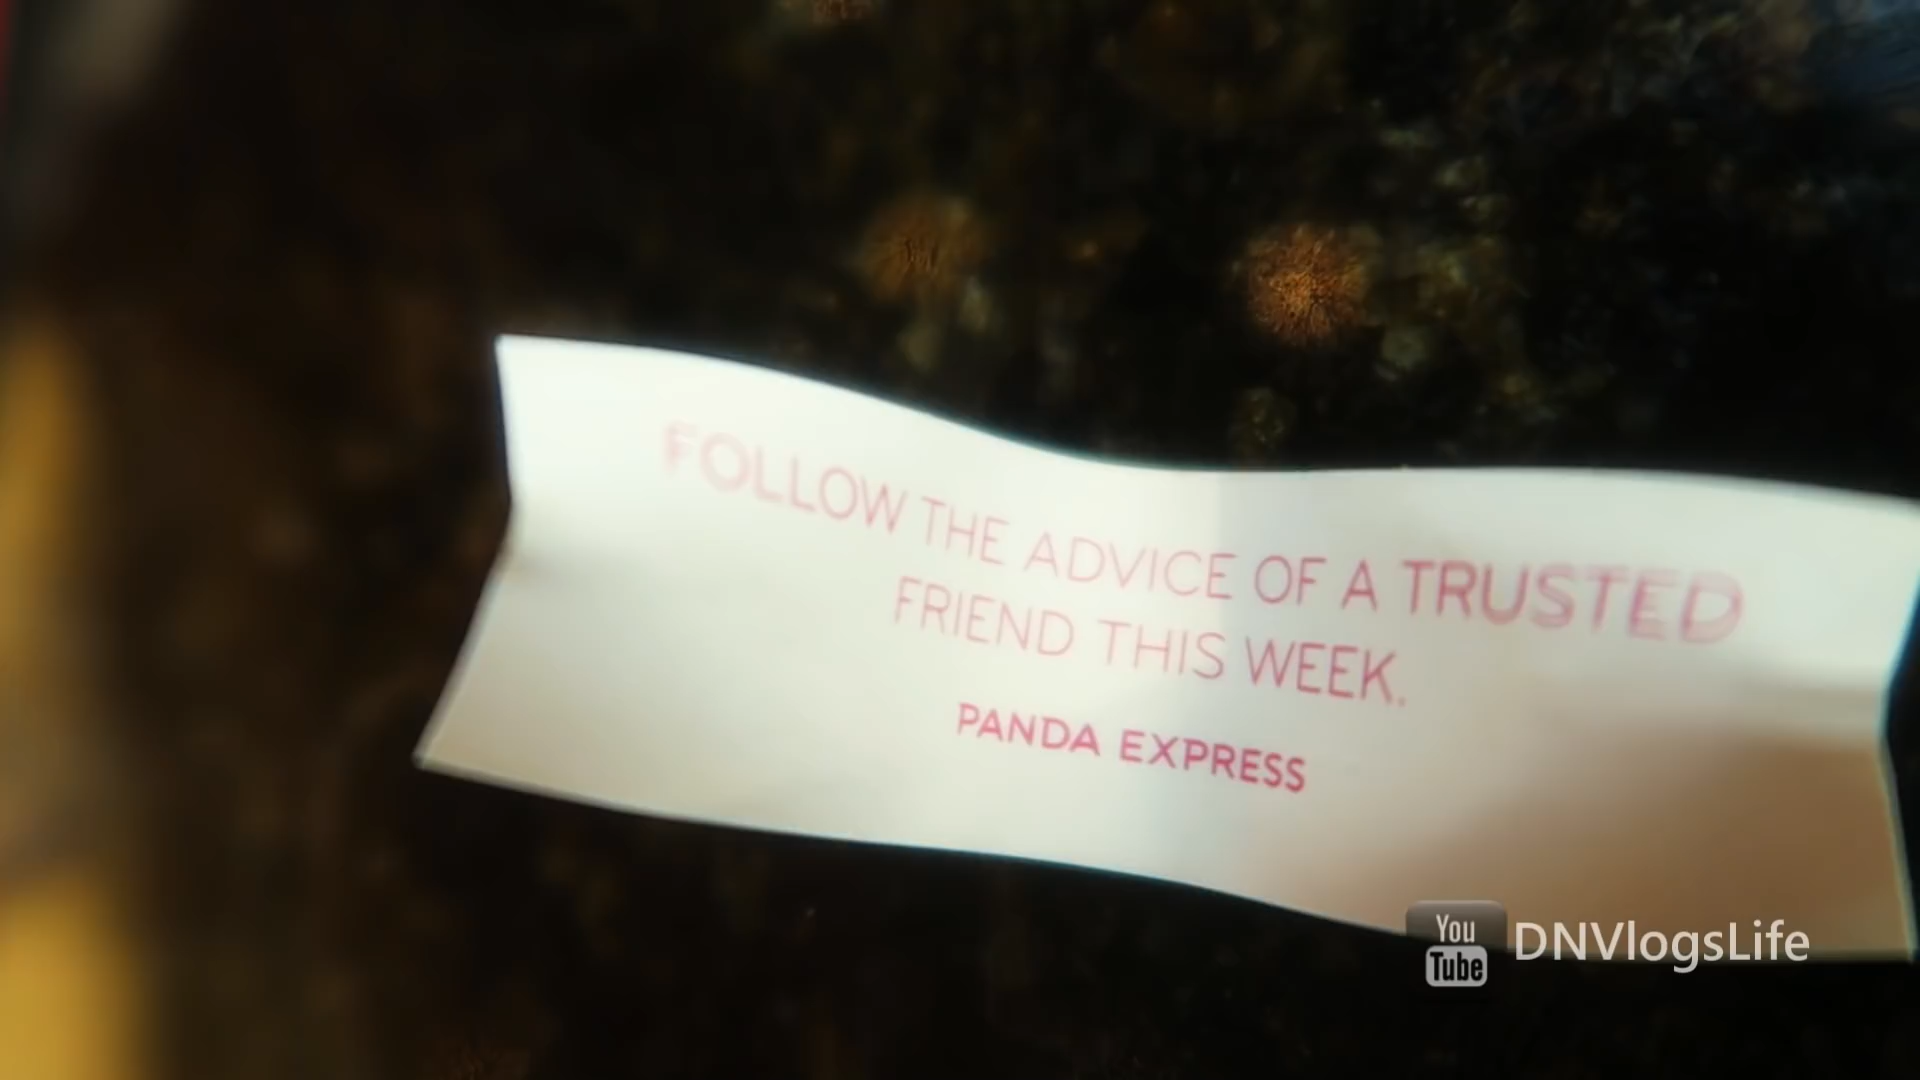 FOLLOW THE ADVICE OF A TRUSTED
FRIEND THIS WEEK.
PANDA EXPRESS
You
Tube
DNVlogsLife